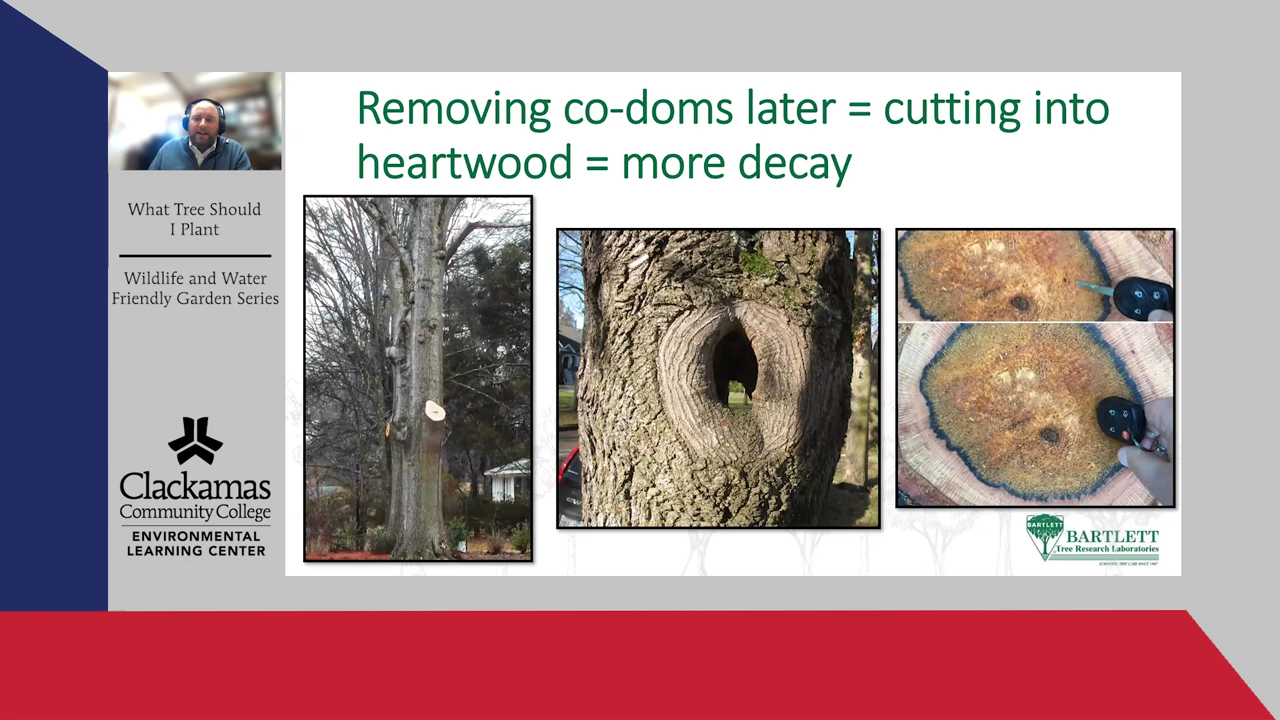 Removing co-doms later = cutting into
heartwood = more decay
What Tree Should
I Plant
Wildlife and Water
Friendly Garden Series
Clackamas
Community College
ENVIRONMENTAL
LEARNING CENTER
BARTLETT
BARTLETT
Tree Research Laboratories